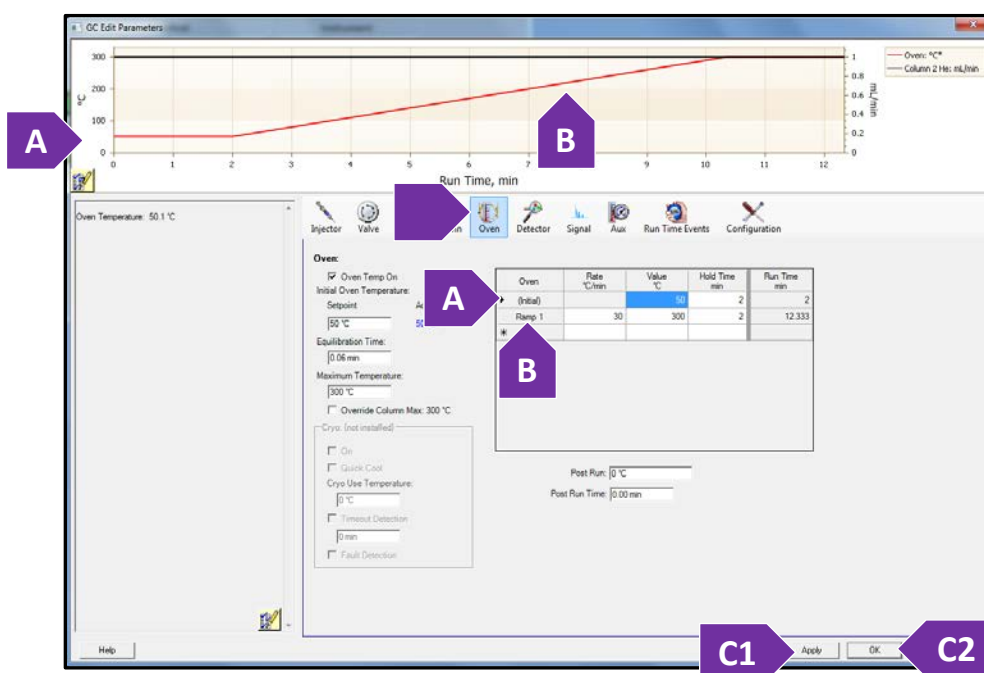 GC Edit Parameters
300
200
100
0
°C
0 1 2 3 4 5 6 7 9 10 11 12
Run Time, min
1
0.8
0.6
0.4
0.2
0
mL/min
Oven: °C*
Column 2 He: mL/min
A
B
Oven Temperature: 50.1 °C
Injector Valve Oven Detector Signal Aux Run Time Events Configuration
Oven:
Oven Temp On
Initial Oven Temperature:
Setpoint
50 °C
Equilibration Time:
0.06 min
Maximum Temperature:
300 °C
Override Column Max: 300 °C
Cryo: (not installed)
On
Quick Cool
Cryo Use Temperature:
0 °C
Timeout Detection
0 min
Fault Detection
A
Oven Rate °C/min Value °C Hold Time min Run Time min
(Initial) 50 2 2
Ramp 1 30 300 2 12.333
*
B
Post Run: 0 °C
Post Run Time: 0.00 min
Help
C1
Apply
OK
C2